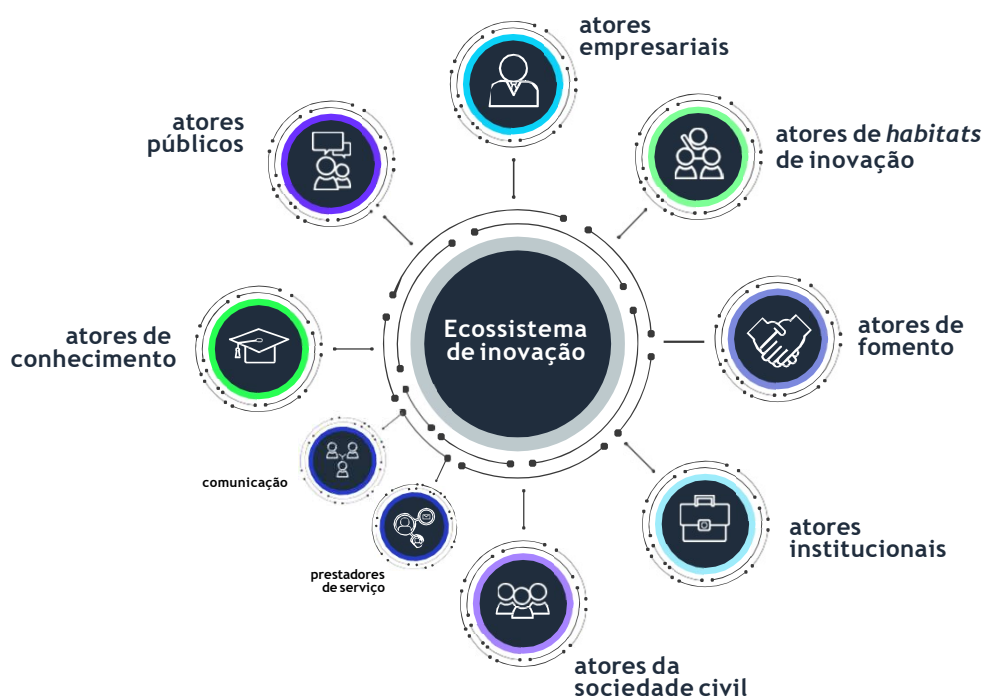 atores
empresariais
atores
públicos
atores de habitats
de inovação
Ecossistema
de inovação
atores de
conhecimento
atores de
fomento
comunicação
prestadores
de serviço
atores
institucionais
atores da
sociedade civil